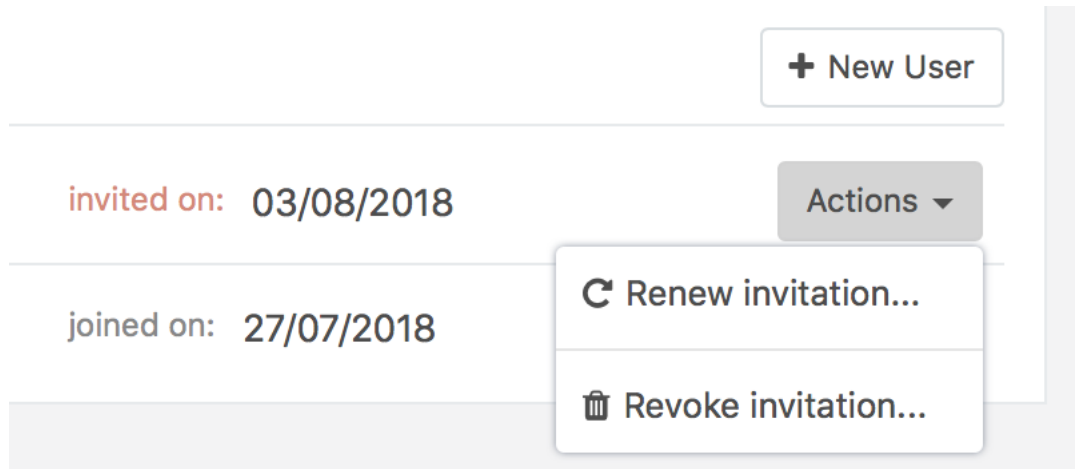 New User
invited on: 03/08/2018 Actions
Renew invitation...
joined on: 27/07/2018
Revoke invitation...